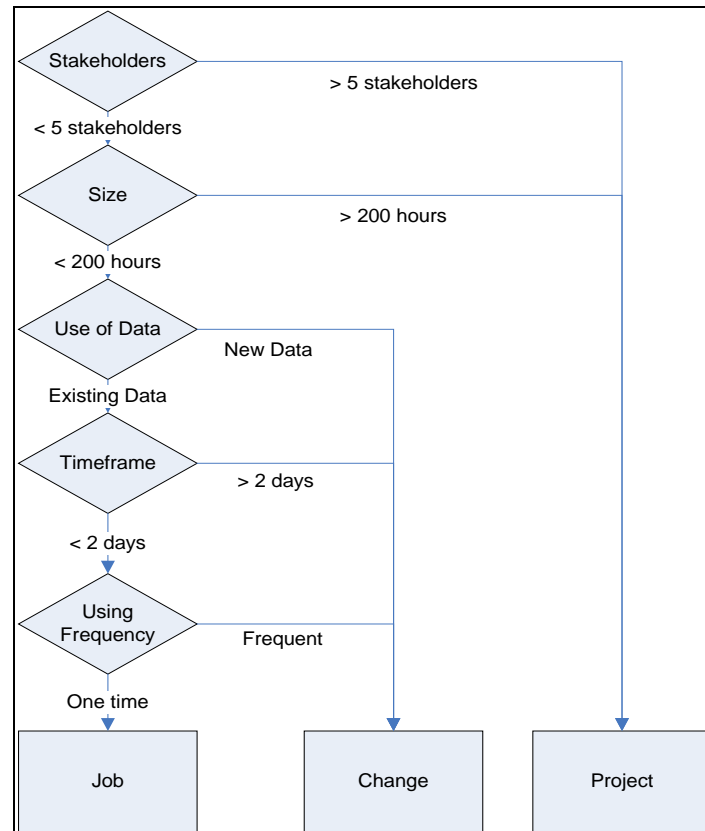 Stakeholders
> 5 stakeholders
< 5 stakeholders
Size
> 200 hours
< 200 hours
Use of Data
New Data
Existing Data
Timeframe
> 2 days
< 2 days
Using
Frequency
Frequent
One time
Job
Change
Project